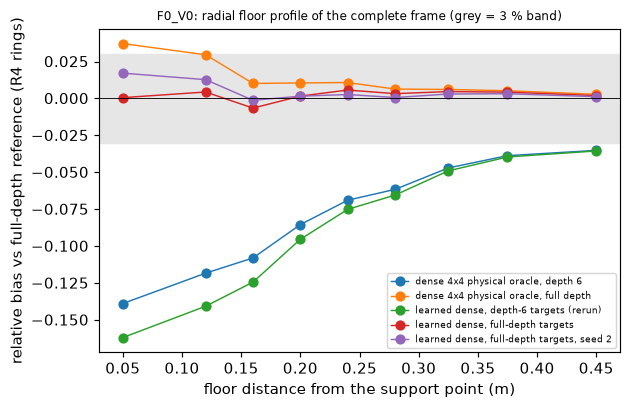 F0_V0: radial floor profile of the complete frame (grey = 3 % band)
relative bias vs full-depth reference (R4 rings)
0.025
0.000
−0.025
−0.050
−0.075
−0.100
−0.125
−0.150
dense 4x4 physical oracle, depth 6
dense 4x4 physical oracle, full depth
learned dense, depth-6 targets (rerun)
learned dense, full-depth targets
learned dense, full-depth targets, seed 2
0.05 0.10 0.15 0.20 0.25 0.30 0.35 0.40 0.45
floor distance from the support point (m)